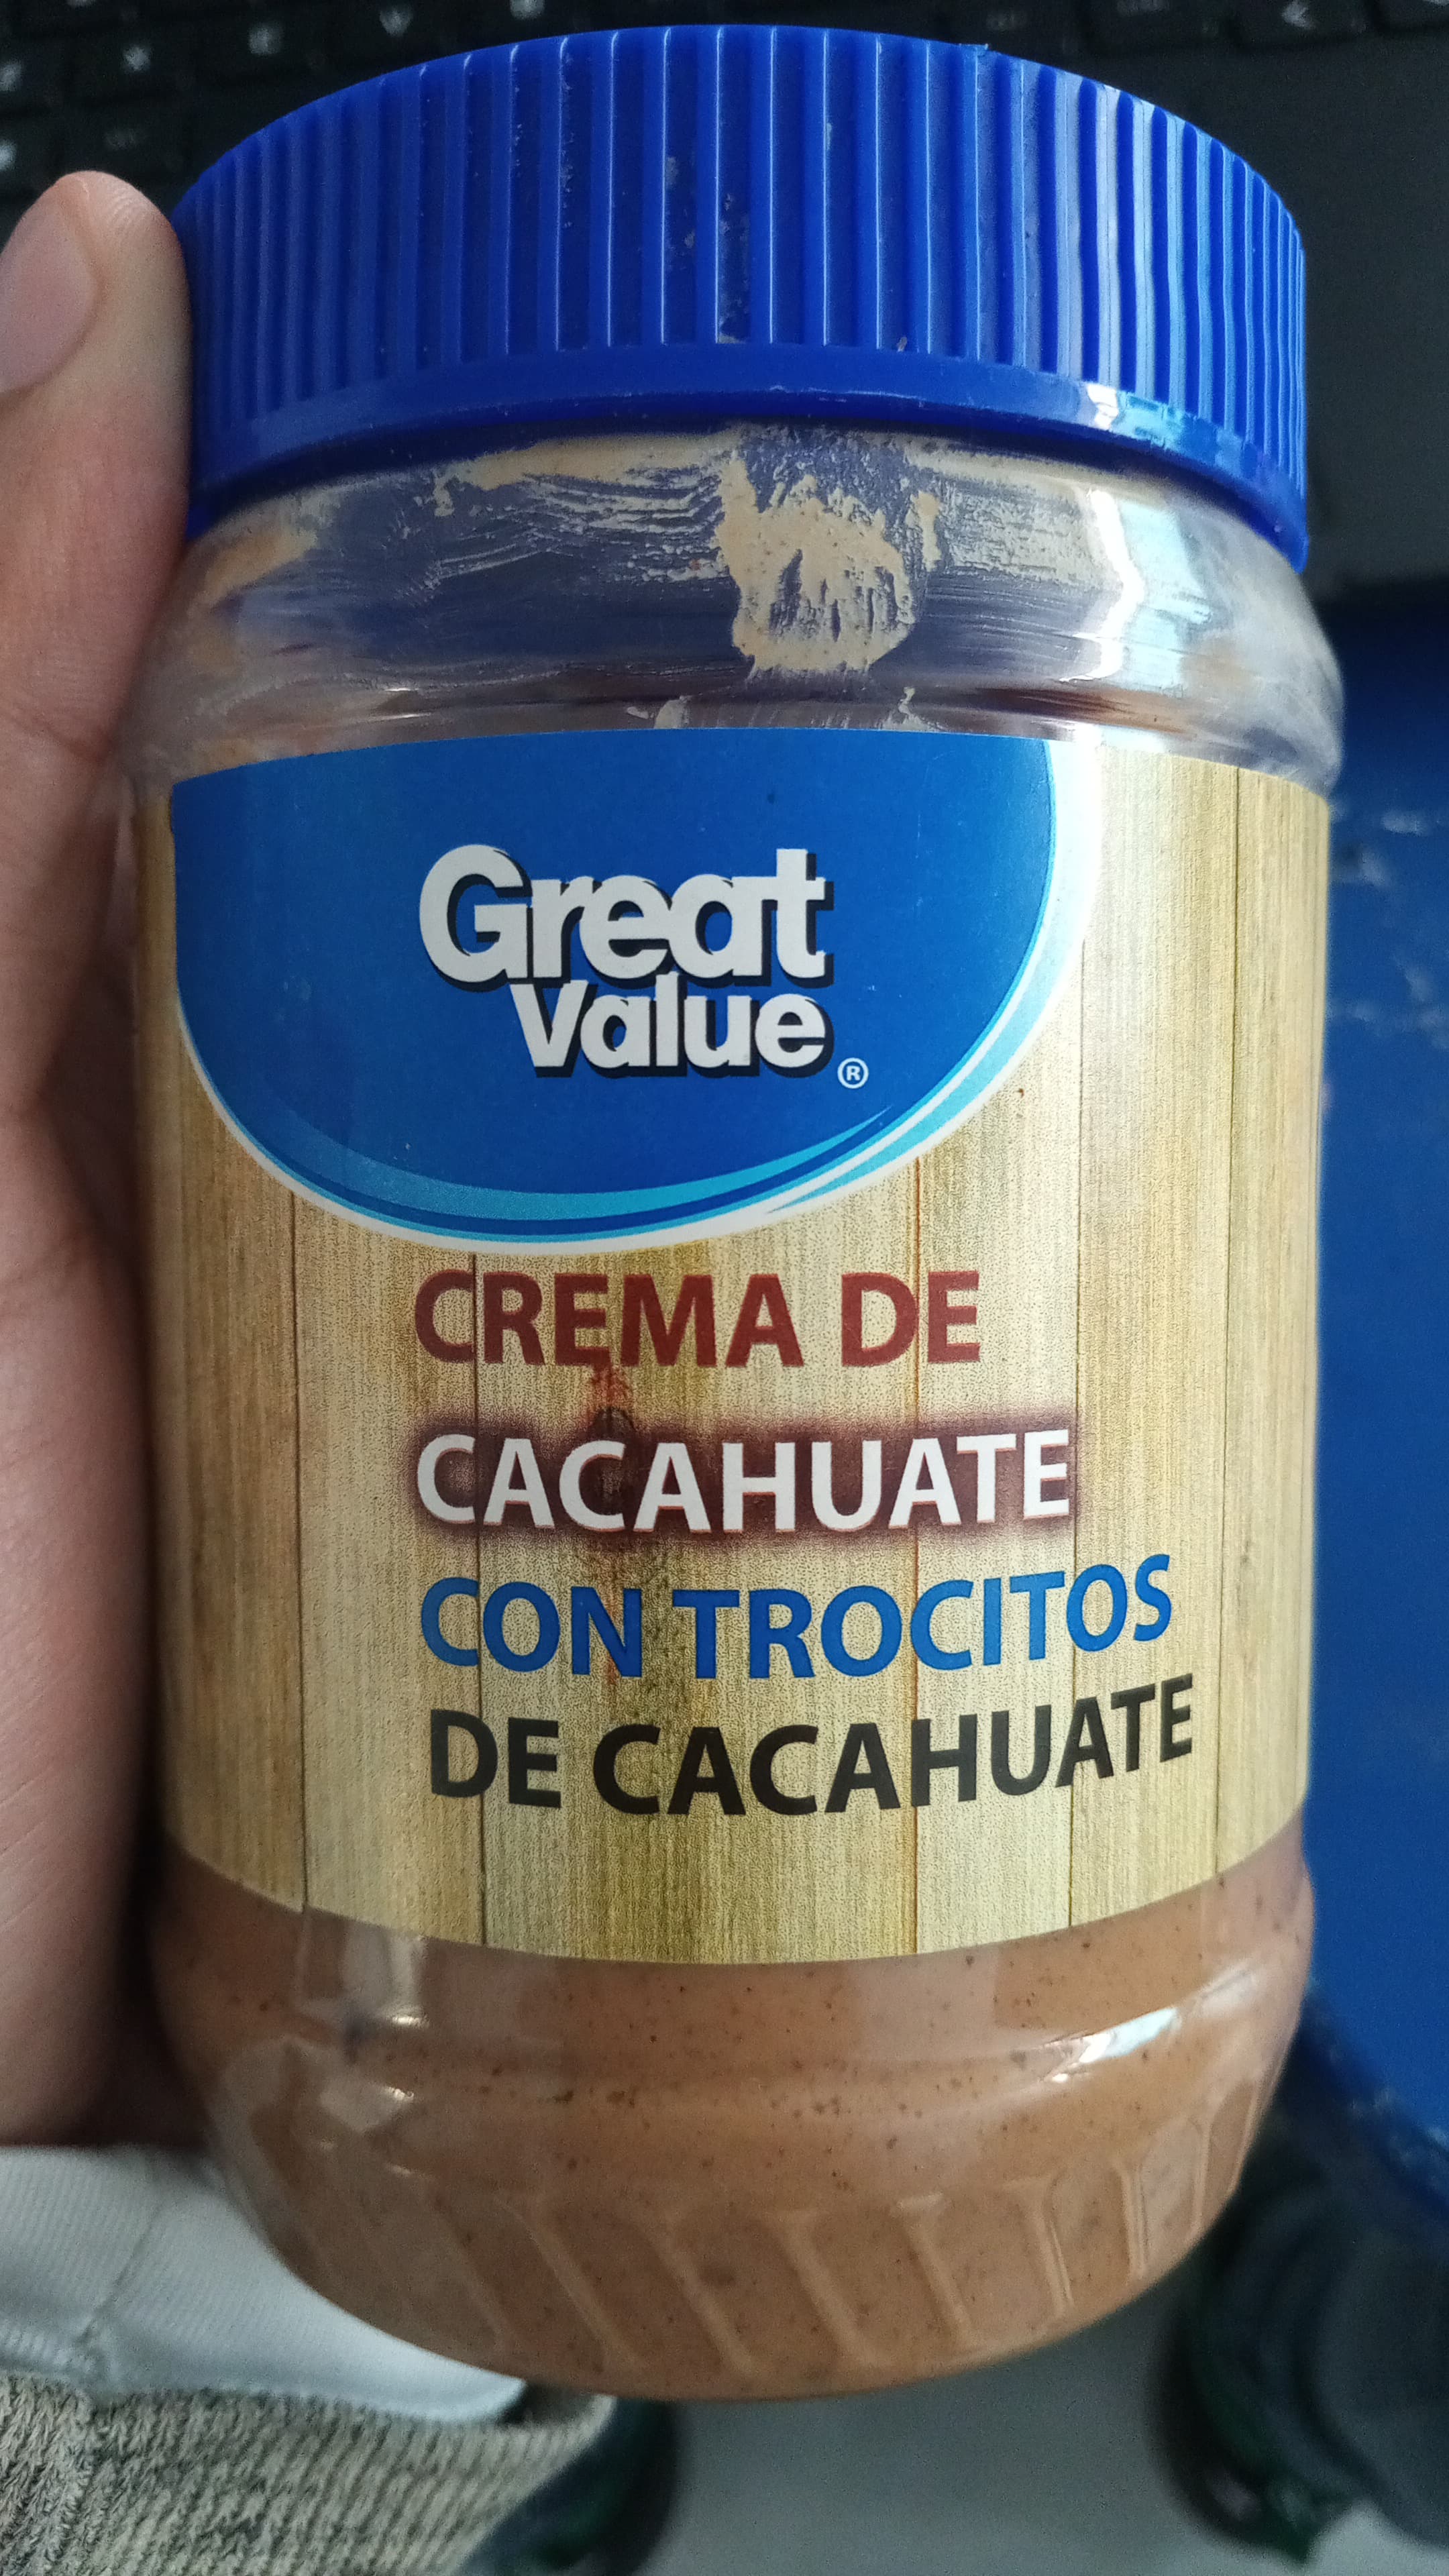 Great
Value®
CREMA DE
CACAHUATE
CON TROCITOS
DE CACAHUATE